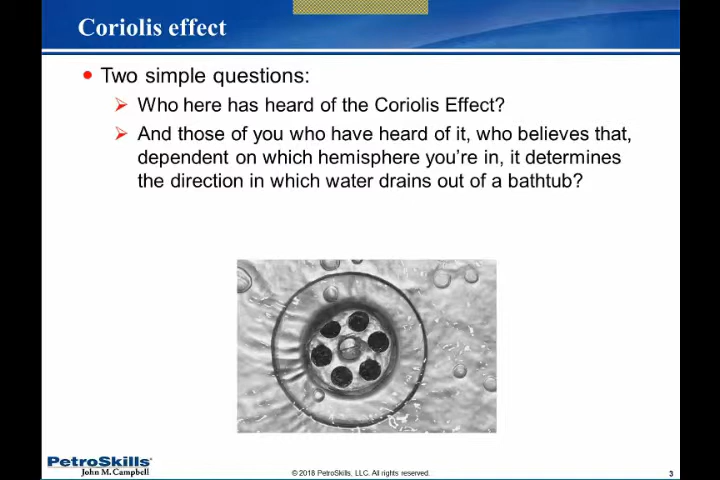 Coriolis effect
Two simple questions:
Who here has heard of the Coriolis Effect?
And those of you who have heard of it, who believes that,
dependent on which hemisphere you're in, it determines
the direction in which water drains out of a bathtub?
PetroSkills®
John M. Campbell
© 2018 PetroSkills, LLC. All rights reserved.
3